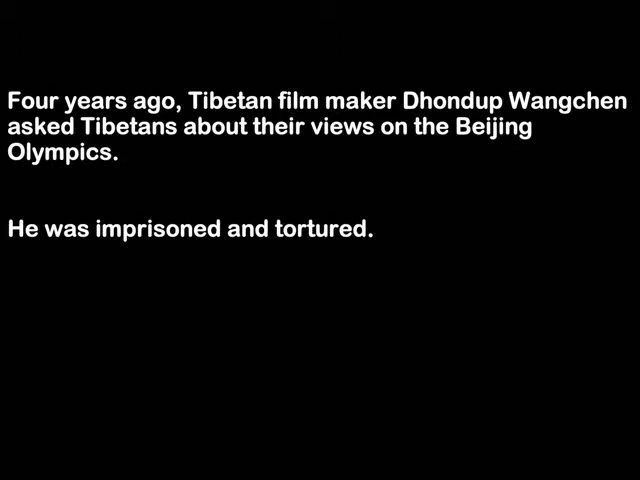 Four years ago, Tibetan film maker Dhondup Wangchen
asked Tibetans about their views on the Beijing
Olympics.
He was imprisoned and tortured.